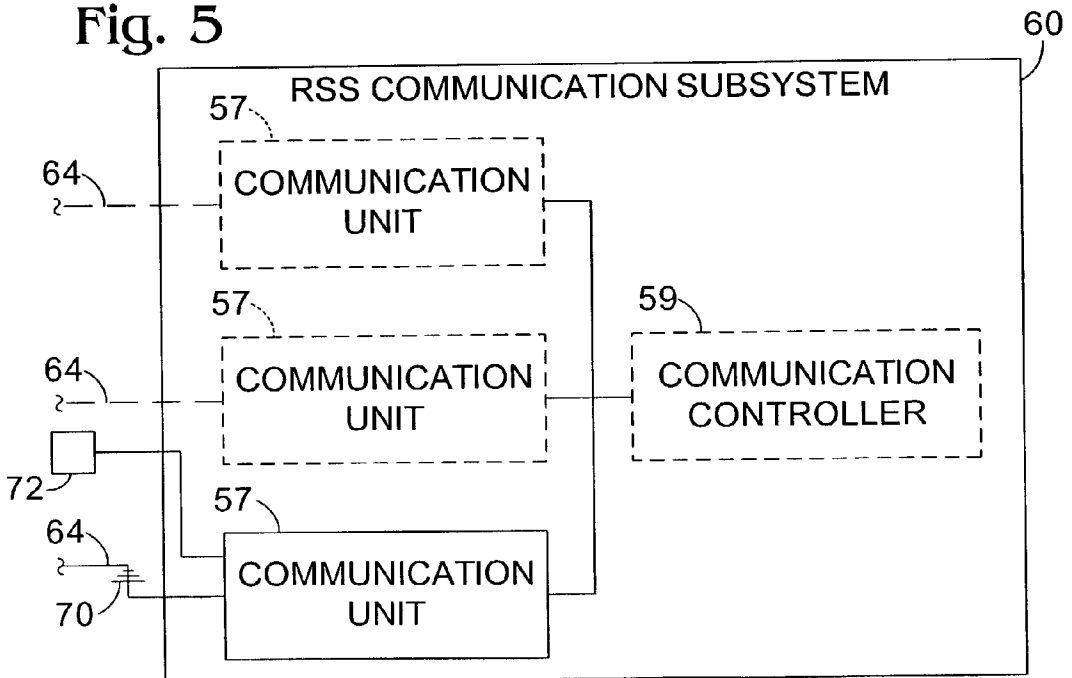 Fig. 5
60
RSS COMMUNICATION SUBSYSTEM
57
64
COMMUNICATION
UNIT
57
59
64
COMMUNICATION
UNIT
COMMUNICATION
CONTROLLER
72
57
64
COMMUNICATION
UNIT
70